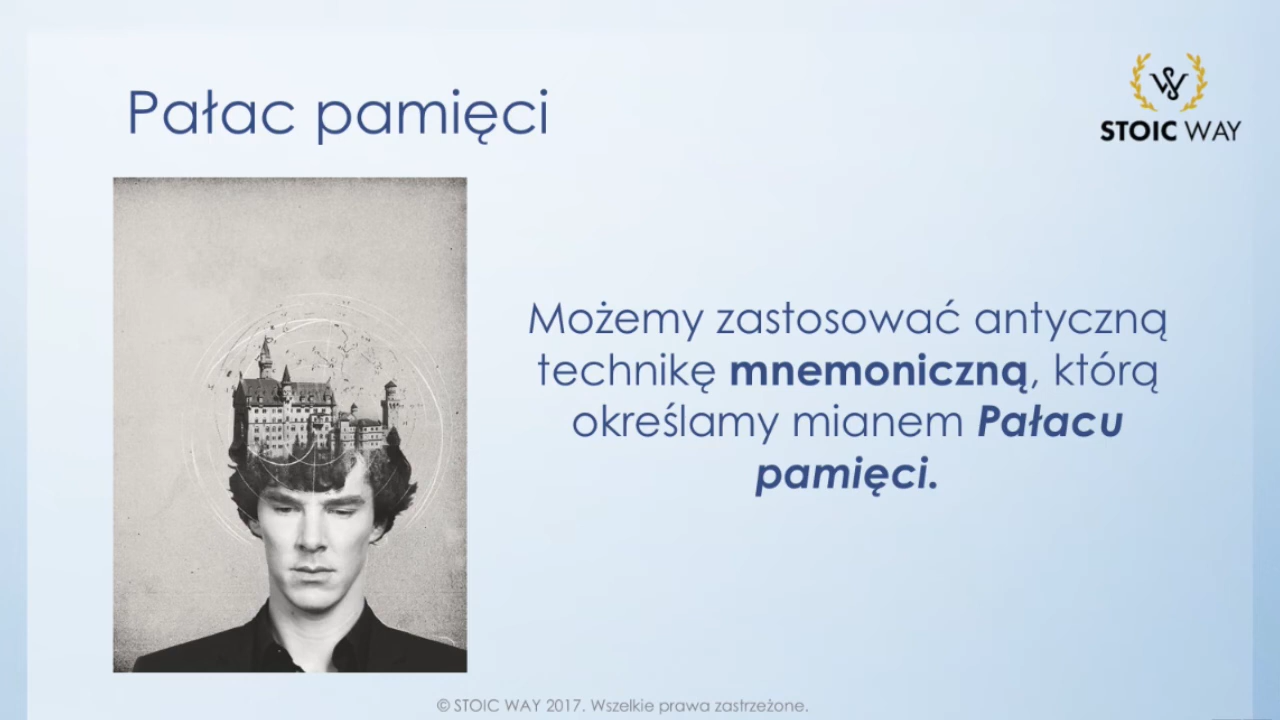 Pałac pamięci
STOIC WAY
Możemy zastosować antyczną
technikę mnemoniczną, którą
określamy mianem Pałacu
pamięci.
© STOIC WAY 2017. Wszelkie prawa zastrzeżone.